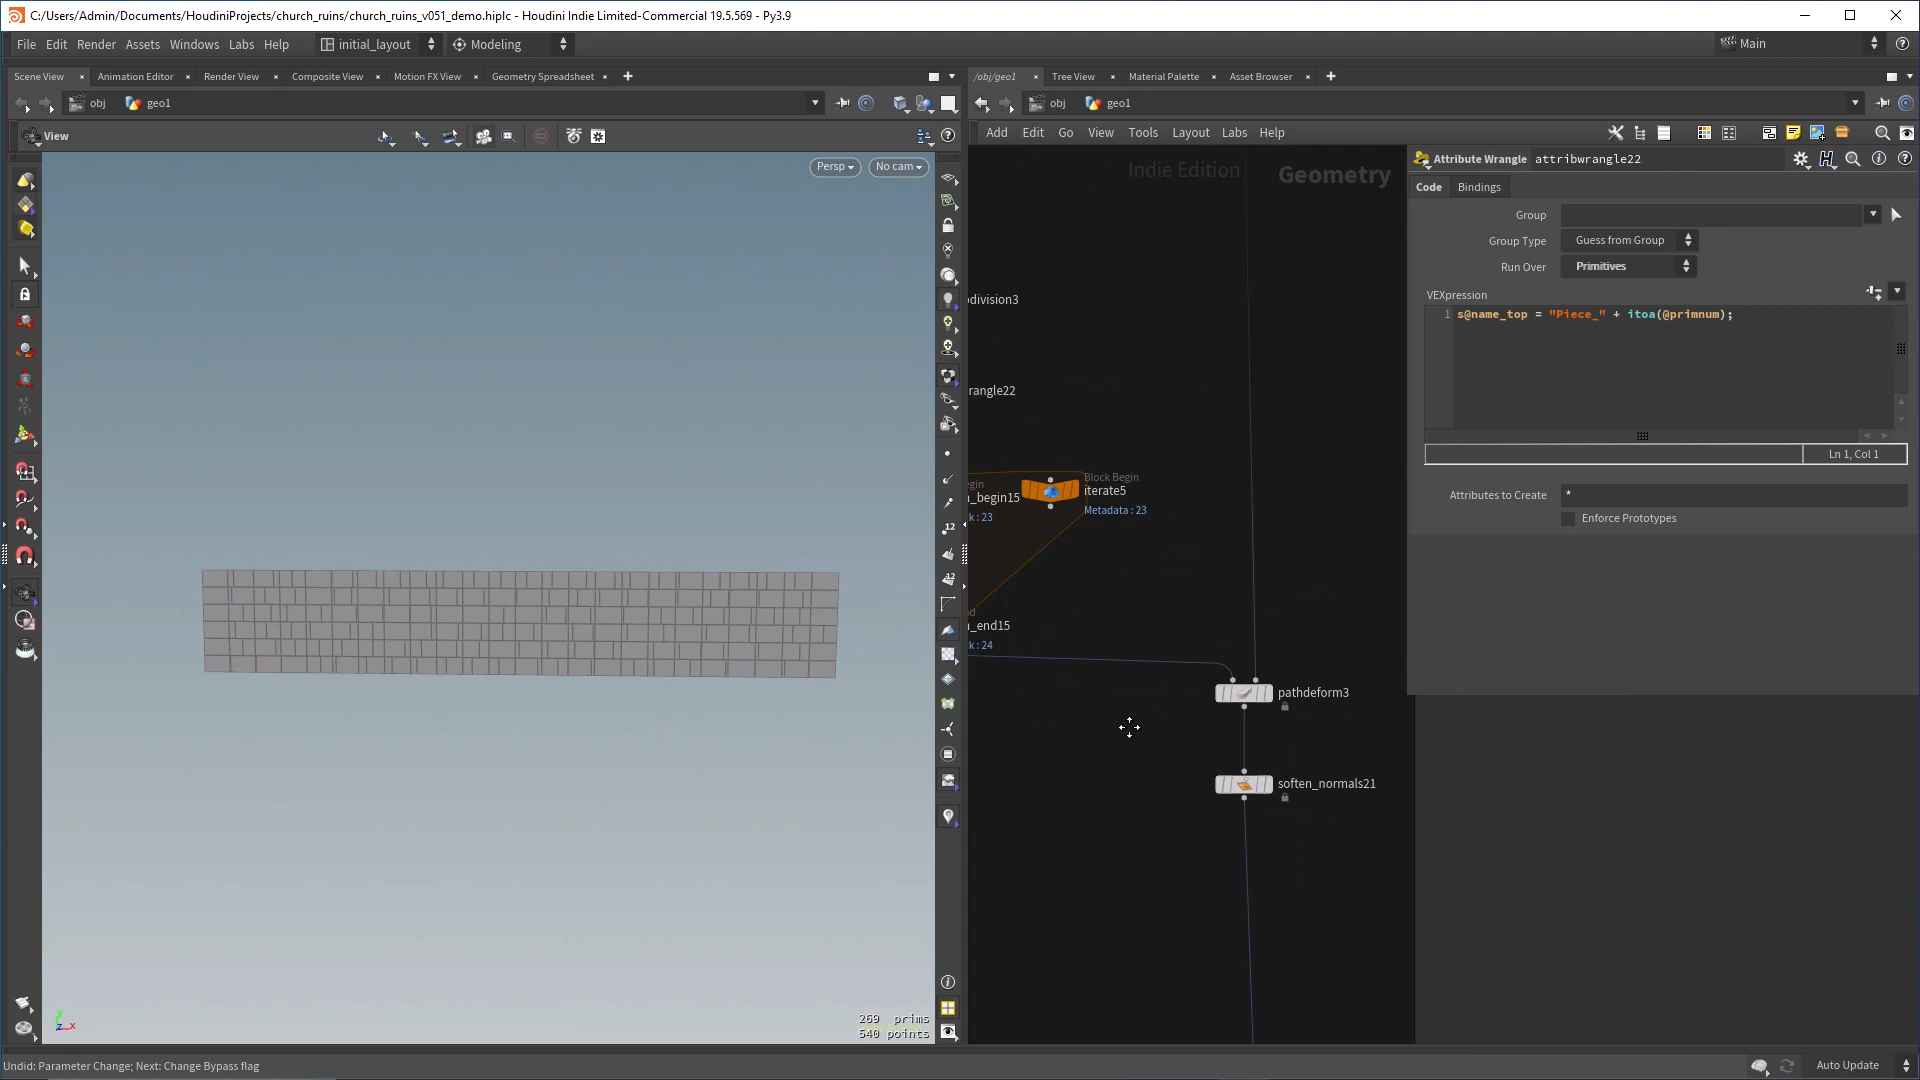 C:/Users/Admin/Documents/HoudiniProjects/church_ruins/church_ruins_v051_demo.hiplc - Houdini Indie Limited-Commercial 19.5.569 - Py3.9
File Edit Render Assets Windows Labs Help initial_layout Modeling Main
Scene View Animation Editor Render View Composite View Motion FX View Geometry Spreadsheet
/obj/geo1 Tree View Material Palette Asset Browser
obj geo1
obj geo1
View
Add Edit Go View Tools Layout Labs Help
Persp No cam
Indie Edition Geometry
Attribute Wrangle attribwrangle22
Code Bindings
Group
Group Type Guess from Group
Run Over Primitives
VEXpression
1 s@name_top = "Piece_" + itoa(@primnum);
Ln 1, Col 1
Attributes to Create *
Enforce Prototypes
division3
rangle22
egin
_begin15
k:23
Block Begin
iterate5
Metadata : 23
d
_end15
k:24
pathdeform3
soften_normals21
12
12
269 prims
540 points
y
z x
Undid: Parameter Change; Next: Change Bypass flag
Auto Update